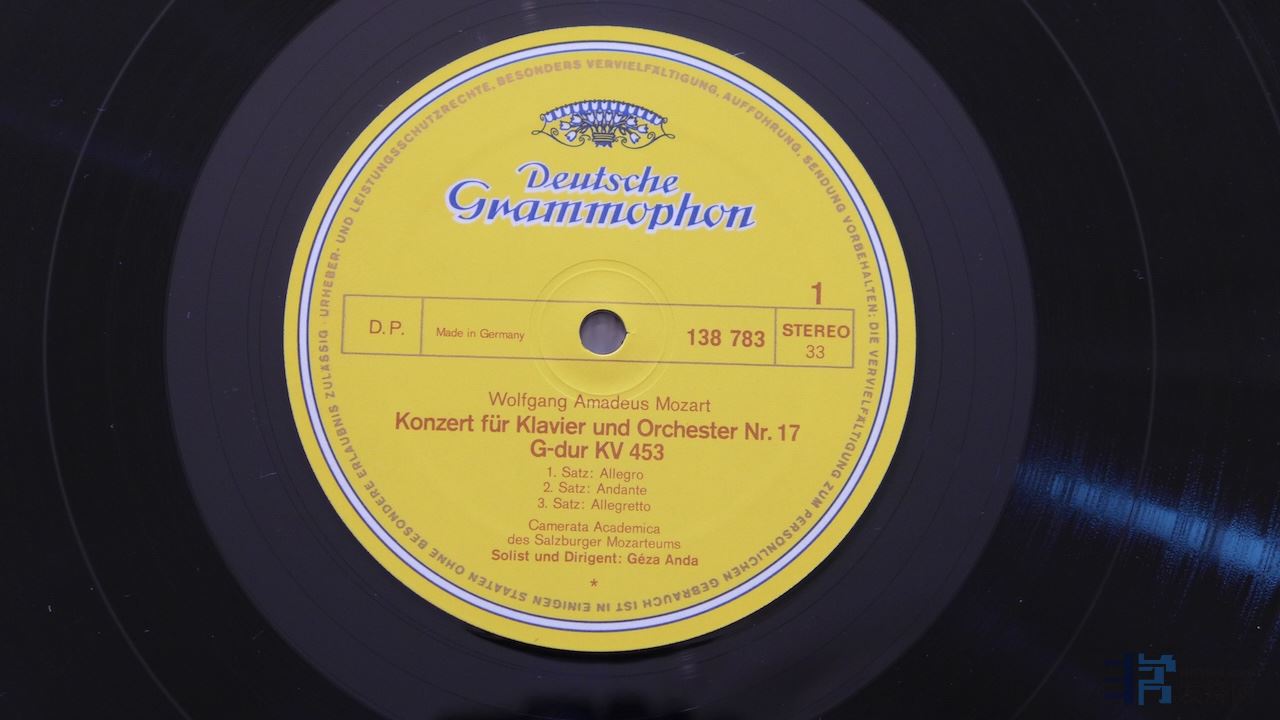 URHEBER- UND LEISTUNGSSCHUTZRECHTE, BESONDERS VERVIELFÄLTIGUNG, AUFFÜHRUNG, SENDUNG VORBEHALTEN; DIE VERVIELFÄLTIGUNG ZUM PERSÖNLICHEN GEBRAUCH IST IN EINIGEN STAATEN OHNE BESONDERE ERLAUBNIS ZULÄSSIG ·
Deutsche
Grammophon
1
D.P. Made in Germany 138 783 STEREO
33
Wolfgang Amadeus Mozart
Konzert für Klavier und Orchester Nr. 17
G-dur KV 453
1. Satz: Allegro
2. Satz: Andante
3. Satz: Allegretto
Camerata Academica
des Salzburger Mozarteums
Solist und Dirigent: Géza Anda
*